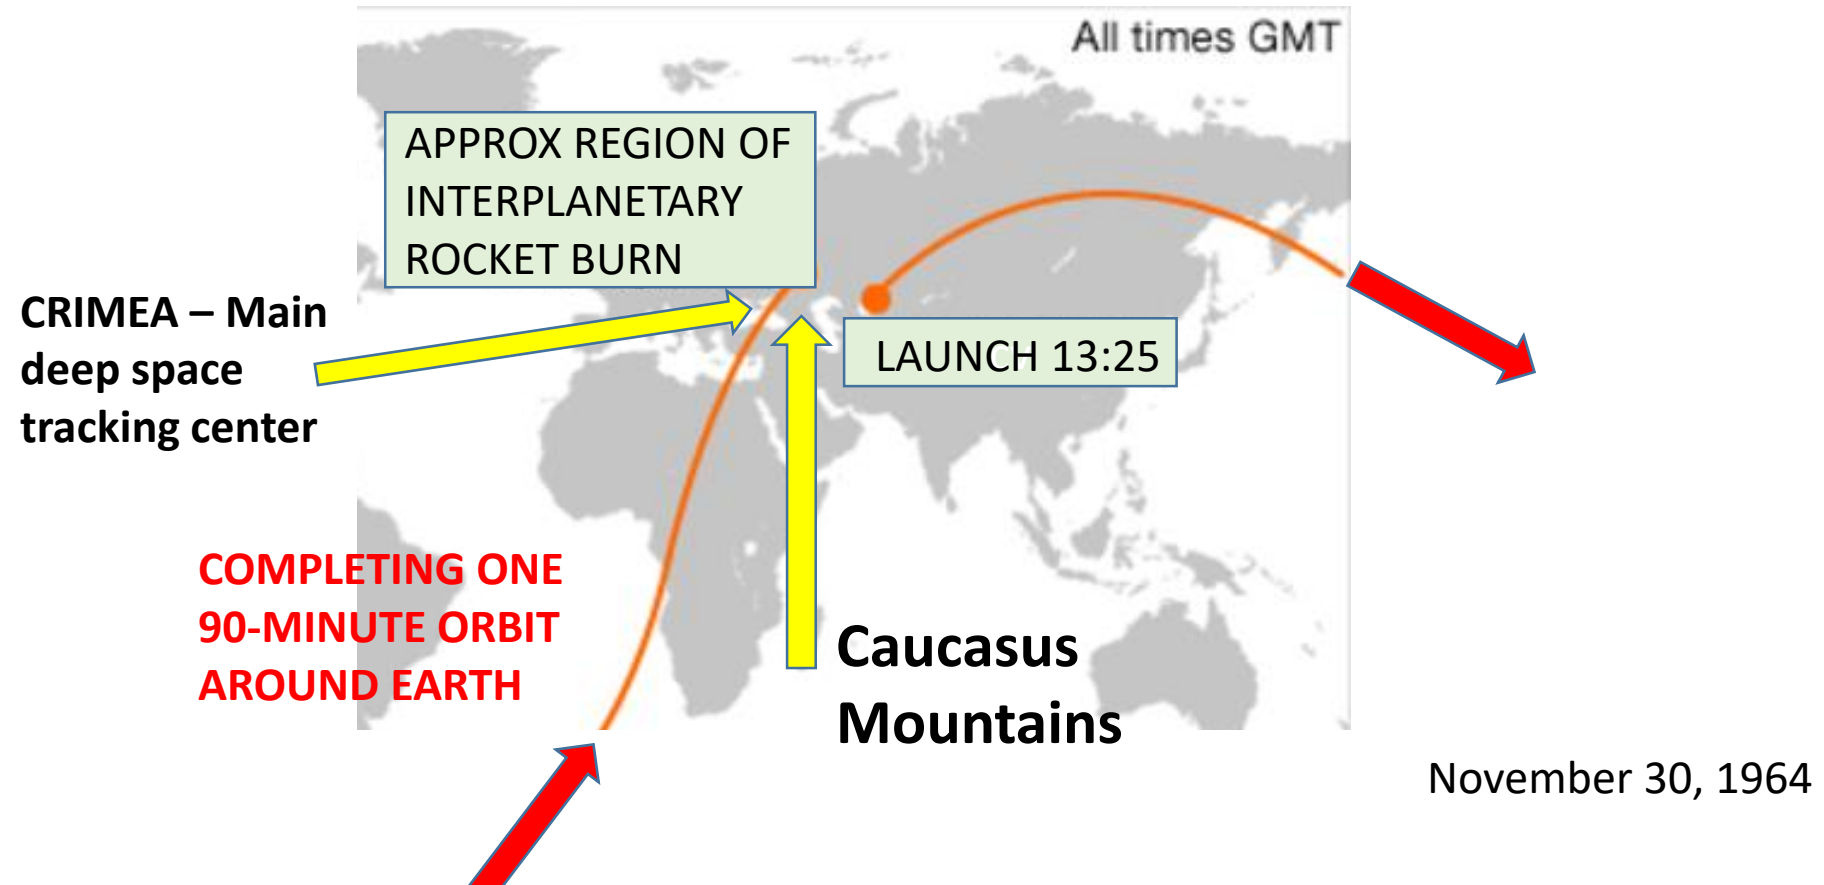 All times GMT
APPROX REGION OF
INTERPLANETARY
ROCKET BURN
CRIMEA – Main
deep space
tracking center
LAUNCH 13:25
COMPLETING ONE
90-MINUTE ORBIT
AROUND EARTH
Caucasus
Mountains
November 30, 1964